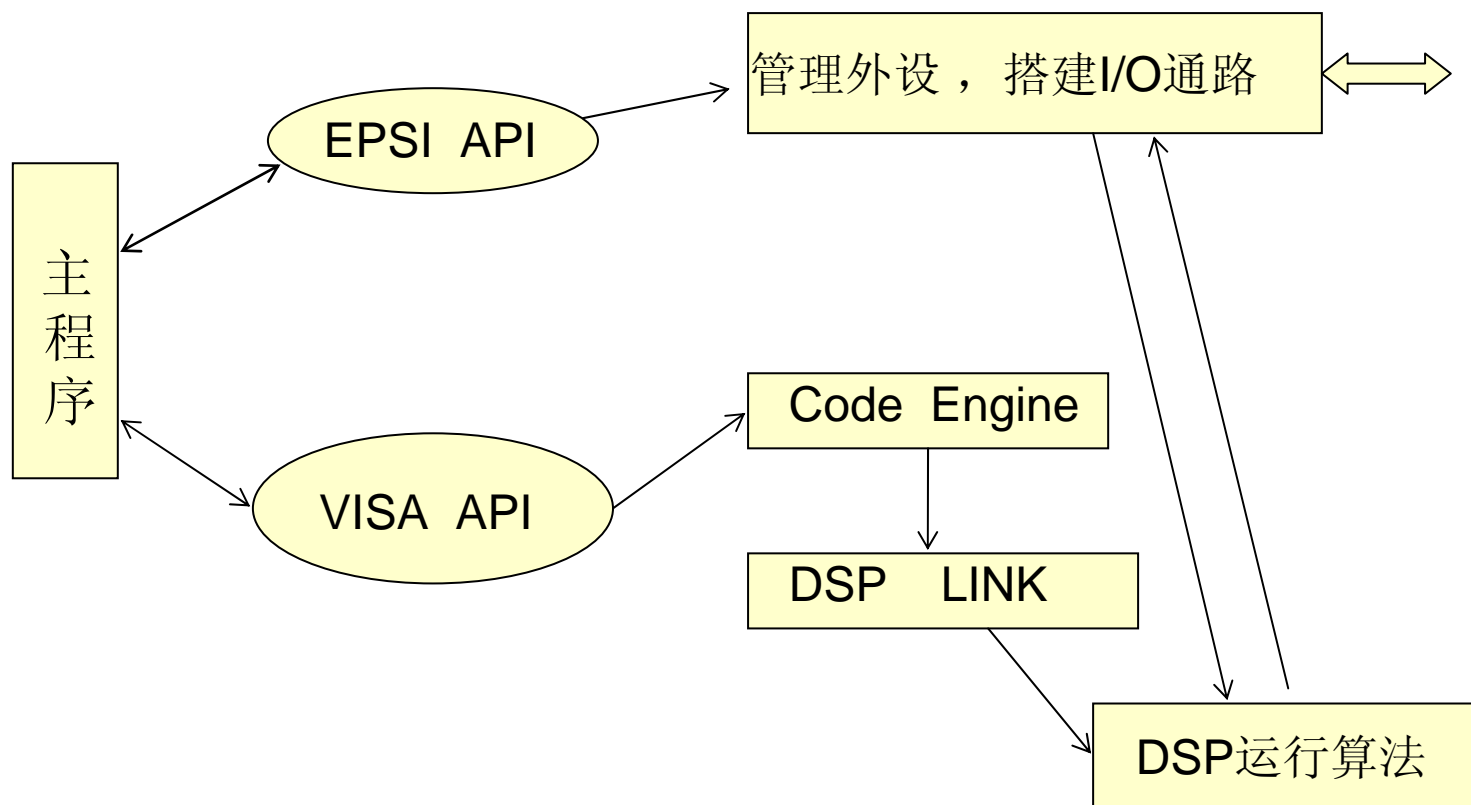 管理外设，搭建I/O通路
EPSI API
主程序
Code Engine
VISA API
DSP LINK
DSP运行算法